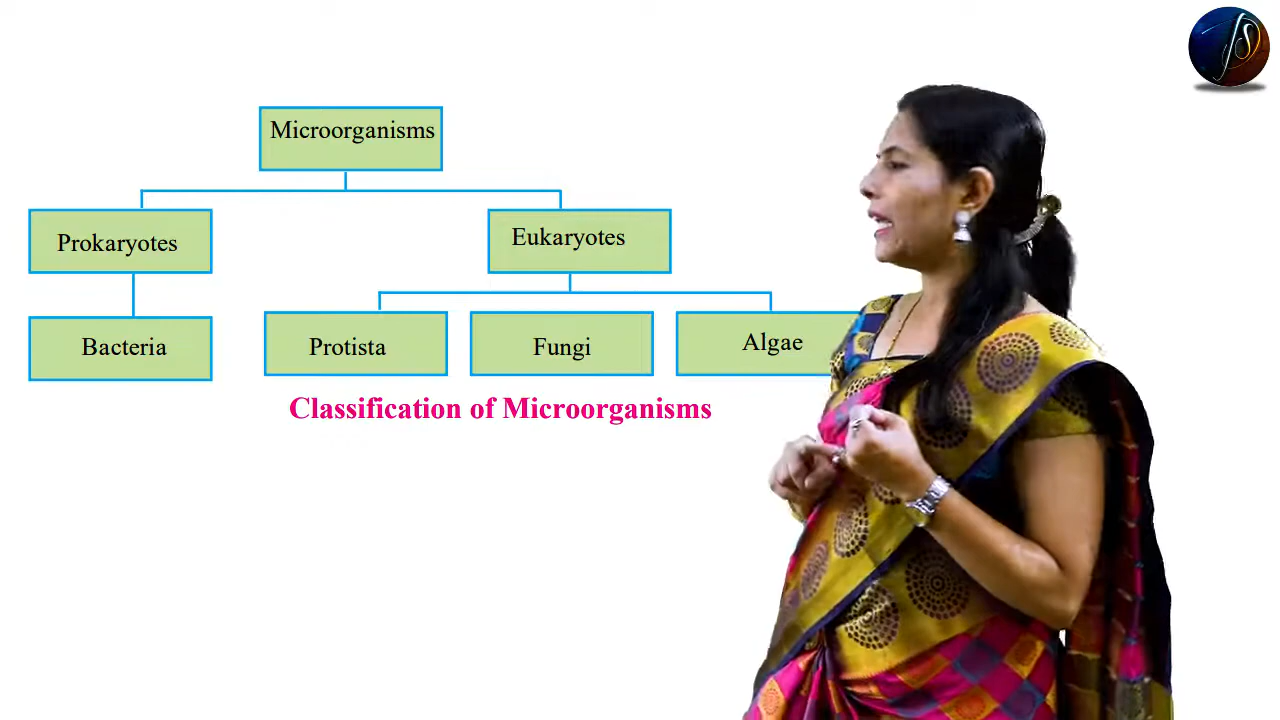 Microorganisms
Prokaryotes
Eukaryotes
Bacteria
Protista
Fungi
Algae
Classification of Microorganisms